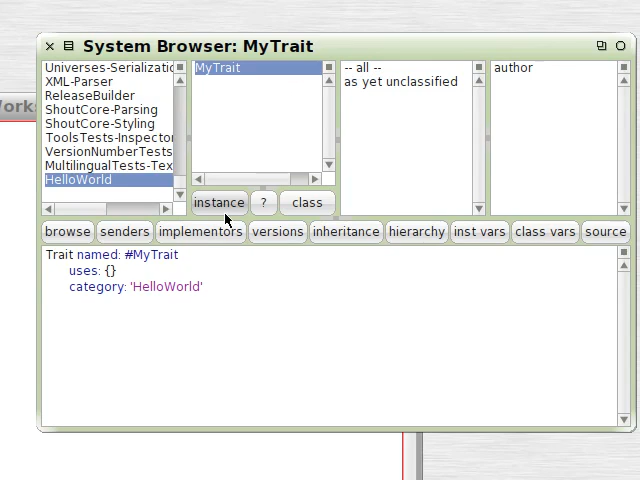 System Browser: MyTrait
Universes-Serializatic
XML-Parser
ReleaseBuilder
ShoutCore-Parsing
ShoutCore-Styling
ToolsTests-Inspector
VersionNumberTests
MultilingualTests-Tex
HelloWorld
MyTrait
-- all --
as yet unclassified
author
instance ? class
browse senders implementors versions inheritance hierarchy inst vars class vars source
Trait named: #MyTrait
uses: {}
category: 'HelloWorld'